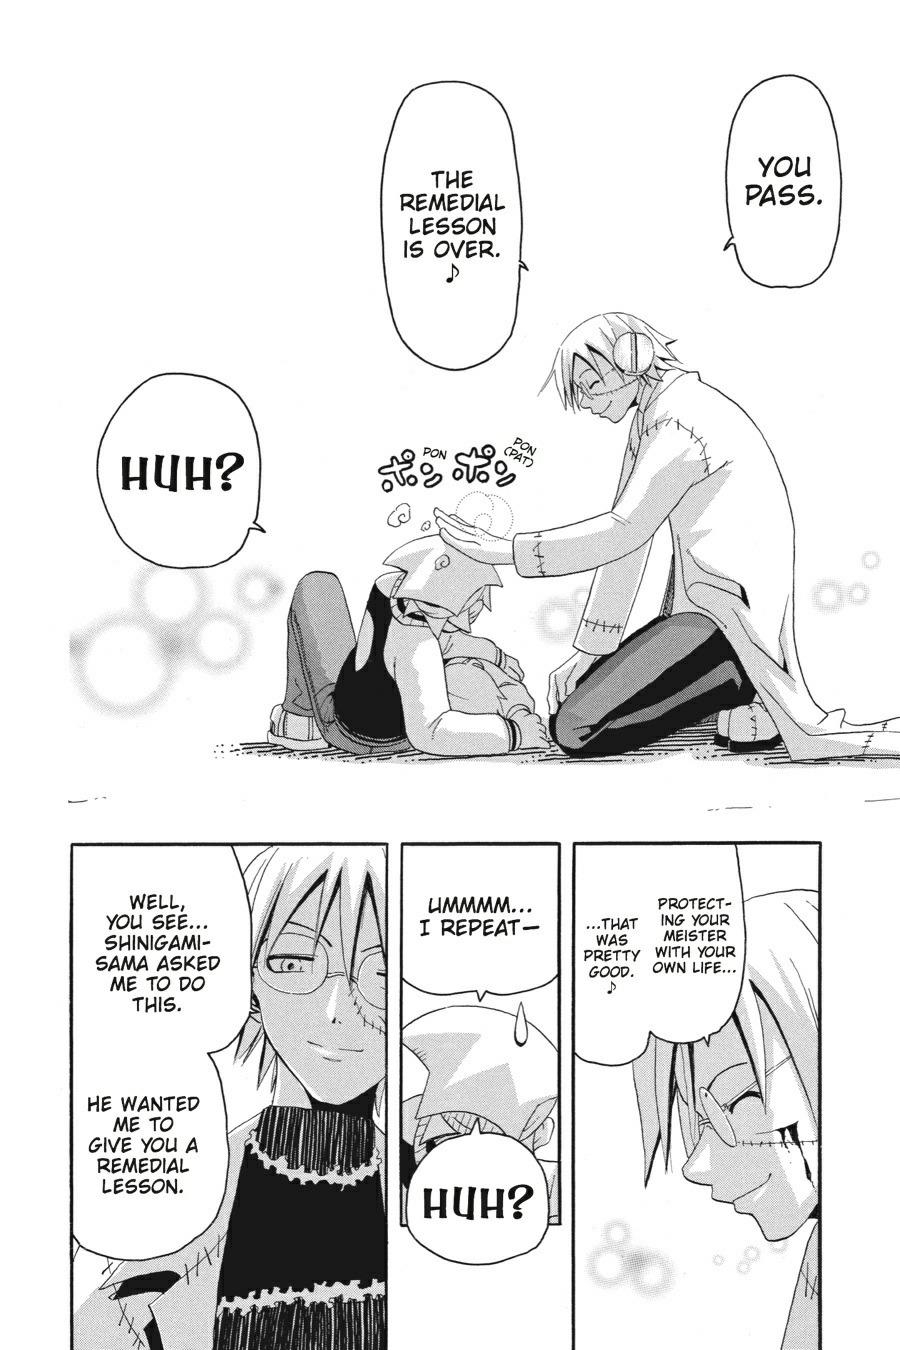 YOU
PASS.
THE
REMEDIAL
LESSON
IS OVER.
♪
PON
(PAT)
ポン
PON
ポン
HUH?
PROTECT-
ING YOUR
MEISTER
WITH YOUR
OWN LIFE...
...THAT
WAS
PRETTY
GOOD.
♪
UMMMM...
I REPEAT—
HUH?
WELL,
YOU SEE...
SHINIGAMI-
SAMA ASKED
ME TO DO
THIS.
HE WANTED
ME TO
GIVE YOU A
REMEDIAL
LESSON.